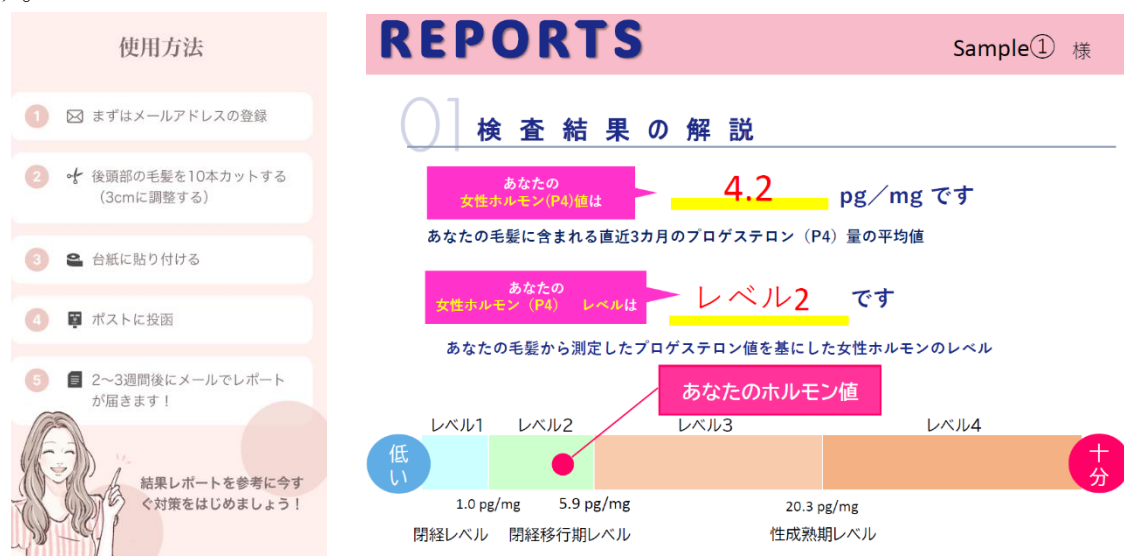 使用方法
1 まずはメールアドレスの登録
2 後頭部の毛髪を10本カットする
（3cmに調整する）
3 台紙に貼り付ける
4 ポストに投函
5 2〜3週間後にメールでレポート
が届きます！
結果レポートを参考に今す
ぐ対策をはじめましょう！
REPORTS
Sample① 様
01 検査結果の解説
あなたの
女性ホルモン(P4)値は
4.2 pg／mg です
あなたの毛髪に含まれる直近3カ月のプロゲステロン（P4）量の平均値
あなたの
女性ホルモン（P4） レベルは
レベル2 です
あなたの毛髪から測定したプロゲステロン値を基にした女性ホルモンのレベル
あなたのホルモン値
レベル1 レベル2 レベル3 レベル4
低
い
十
分
1.0 pg/mg 5.9 pg/mg 20.3 pg/mg
閉経レベル 閉経移行期レベル 性成熟期レベル